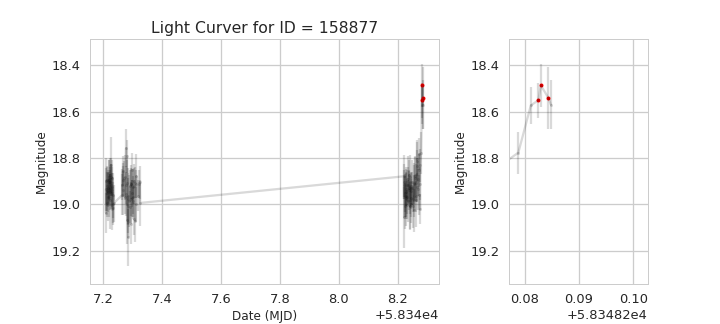 Light Curver for ID = 158877
Magnitude
18.4
18.6
18.8
19.0
19.2
7.2 7.4 7.6 7.8 8.0 8.2
Date (MJD)
+5.834e4
Magnitude
18.4
18.6
18.8
19.0
19.2
0.08 0.09 0.10
+5.83482e4